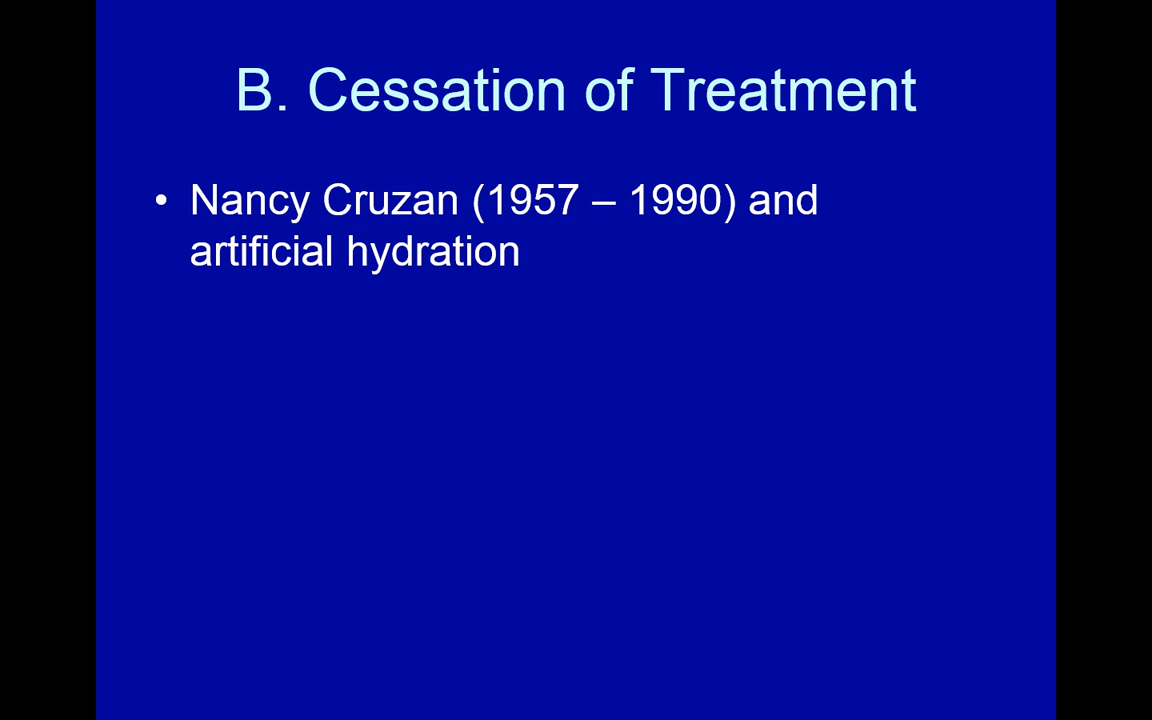 B. Cessation of Treatment
• Nancy Cruzan (1957 – 1990) and
artificial hydration